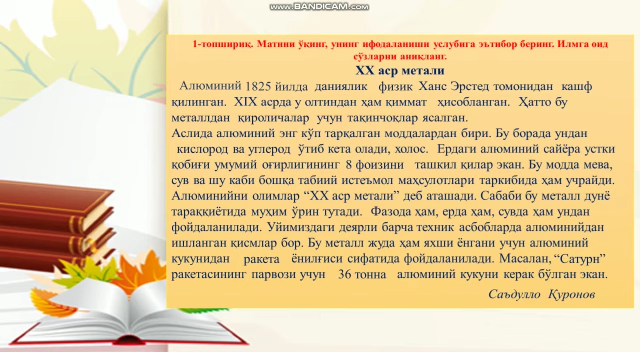 www.BANDICAM.com
1-топшириқ. Матнни ўқинг, унинг ифодаланиши услубига эътибор беринг. Илмга оид
сўзларни аниқланг.
ХХ аср метали
Алюминий 1825 йилда даниялик физик Ханс Эрстед томонидан кашф
қилинган. XIX асрда у олтиндан ҳам қиммат ҳисобланган. Ҳатто бу
металлдан қироличалар учун тақинчоқлар ясалган.
Аслида алюминий энг кўп тарқалган моддалардан бири. Бу борада ундан
кислород ва углерод ўтиб кета олади, холос. Ердаги алюминий сайёра устки
қобиғи умумий оғирлигининг 8 фоизини ташкил қилар экан. Бу модда мева,
сув ва шу каби бошқа табиий истеъмол маҳсулотлари таркибида ҳам учрайди.
Алюминийни олимлар “ХХ аср метали” деб аташади. Сабаби бу металл дунё
тараққиётида муҳим ўрин тутади. Фазода ҳам, ерда ҳам, сувда ҳам ундан
фойдаланилади. Уйимиздаги деярли барча техник асбобларда алюминийдан
ишланган қисмлар бор. Бу металл жуда ҳам яхши ёнгани учун алюминий
кукунидан ракета ёнилғиси сифатида фойдаланилади. Масалан, “Сатурн”
ракетасининг парвози учун 36 тонна алюминий кукуни керак бўлган экан.
Саъдулло Қуронов